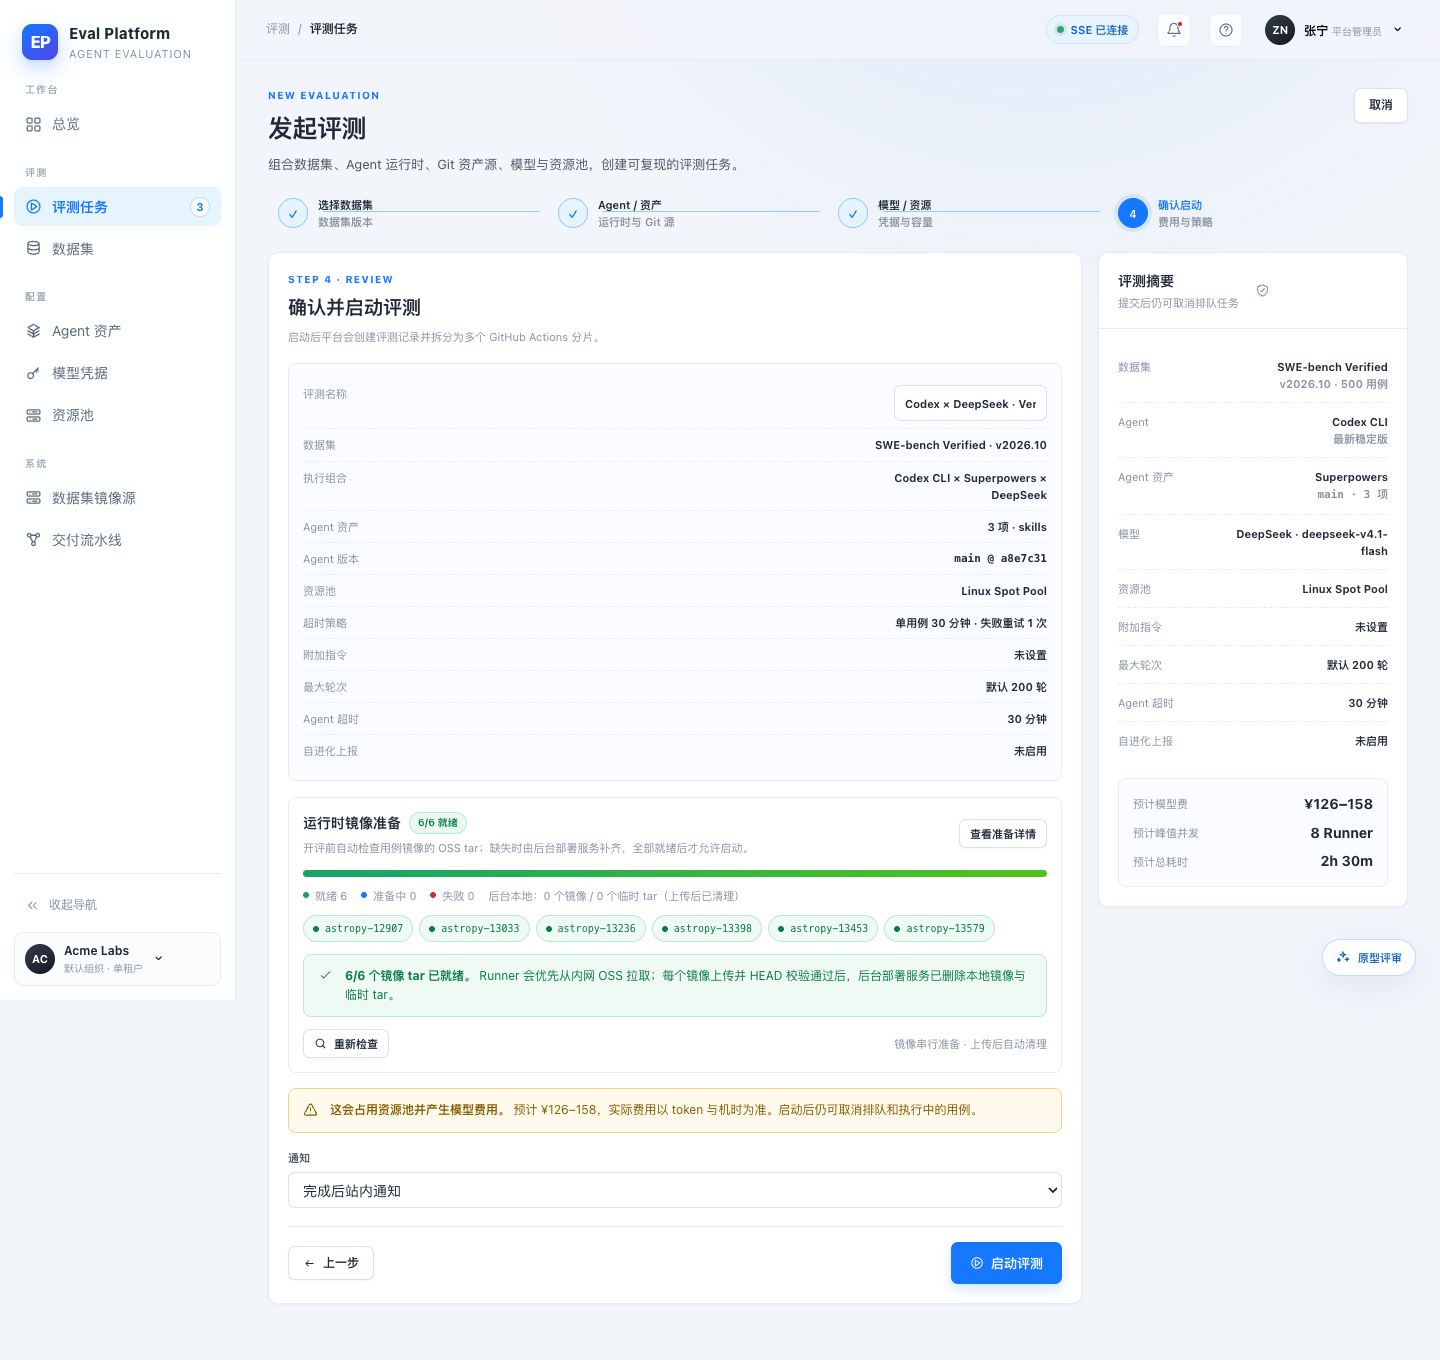 EP
Eval Platform
AGENT EVALUATION
工作台
总览
评测
评测任务
3
数据集
配置
Agent 资产
模型凭据
资源池
系统
数据集镜像源
交付流水线
收起导航
AC
Acme Labs
默认组织 · 单租户
评测 / 评测任务
SSE 已连接
ZN
张宁 平台管理员
NEW EVALUATION
发起评测
组合数据集、Agent 运行时、Git 资产源、模型与资源池，创建可复现的评测任务。
取消
选择数据集
数据集版本
Agent / 资产
运行时与 Git 源
模型 / 资源
凭据与容量
4
确认启动
费用与策略
STEP 4 · REVIEW
确认并启动评测
启动后平台会创建评测记录并拆分为多个 GitHub Actions 分片。
评测名称
Codex × DeepSeek · Ver
数据集
SWE-bench Verified · v2026.10
执行组合
Codex CLI × Superpowers ×
DeepSeek
Agent 资产
3 项 · skills
Agent 版本
main @ a8e7c31
资源池
Linux Spot Pool
超时策略
单用例 30 分钟 · 失败重试 1 次
附加指令
未设置
最大轮次
默认 200 轮
Agent 超时
30 分钟
自进化上报
未启用
运行时镜像准备
6/6 就绪
开评前自动检查用例镜像的 OSS tar；缺失时由后台部署服务补齐，全部就绪后才允许启动。
查看准备详情
就绪 6
准备中 0
失败 0
后台本地：0 个镜像 / 0 个临时 tar（上传后已清理）
astropy-12907
astropy-13033
astropy-13236
astropy-13398
astropy-13453
astropy-13579
6/6 个镜像 tar 已就绪。 Runner 会优先从内网 OSS 拉取；每个镜像上传并 HEAD 校验通过后，后台部署服务已删除本地镜像与
临时 tar。
重新检查
镜像串行准备 · 上传后自动清理
这会占用资源池并产生模型费用。 预计 ¥126–158，实际费用以 token 与机时为准。启动后仍可取消排队和执行中的用例。
通知
完成后站内通知
上一步
启动评测
评测摘要
提交后仍可取消排队任务
数据集
SWE-bench Verified
v2026.10 · 500 用例
Agent
Codex CLI
最新稳定版
Agent 资产
Superpowers
main · 3 项
模型
DeepSeek · deepseek-v4.1-
flash
资源池
Linux Spot Pool
附加指令
未设置
最大轮次
默认 200 轮
Agent 超时
30 分钟
自进化上报
未启用
预计模型费
¥126–158
预计峰值并发
8 Runner
预计总耗时
2h 30m
原型评审